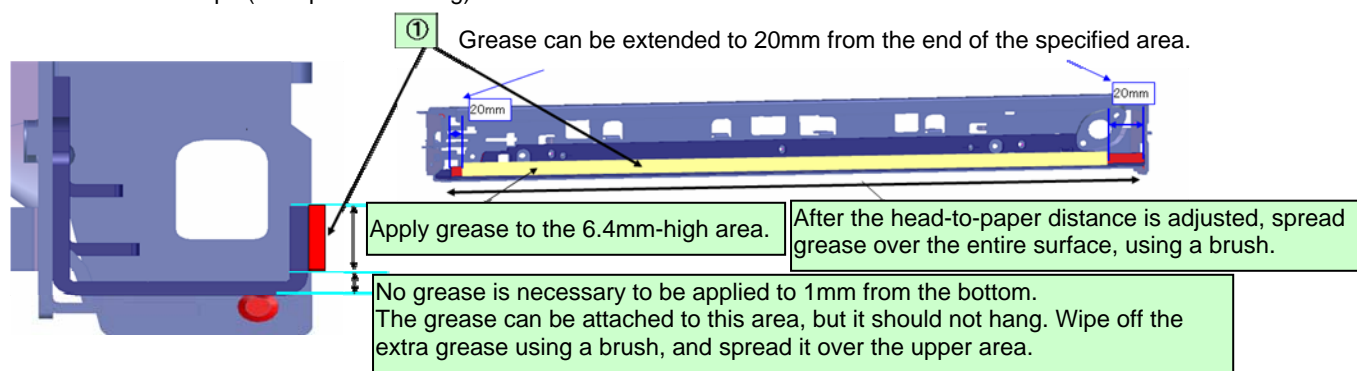 ①
Grease can be extended to 20mm from the end of the specified area.
20mm
20mm
Apply grease to the 6.4mm-high area.
After the head-to-paper distance is adjusted, spread
grease over the entire surface, using a brush.
No grease is necessary to be applied to 1mm from the bottom.
The grease can be attached to this area, but it should not hang. Wipe off the
extra grease using a brush, and spread it over the upper area.